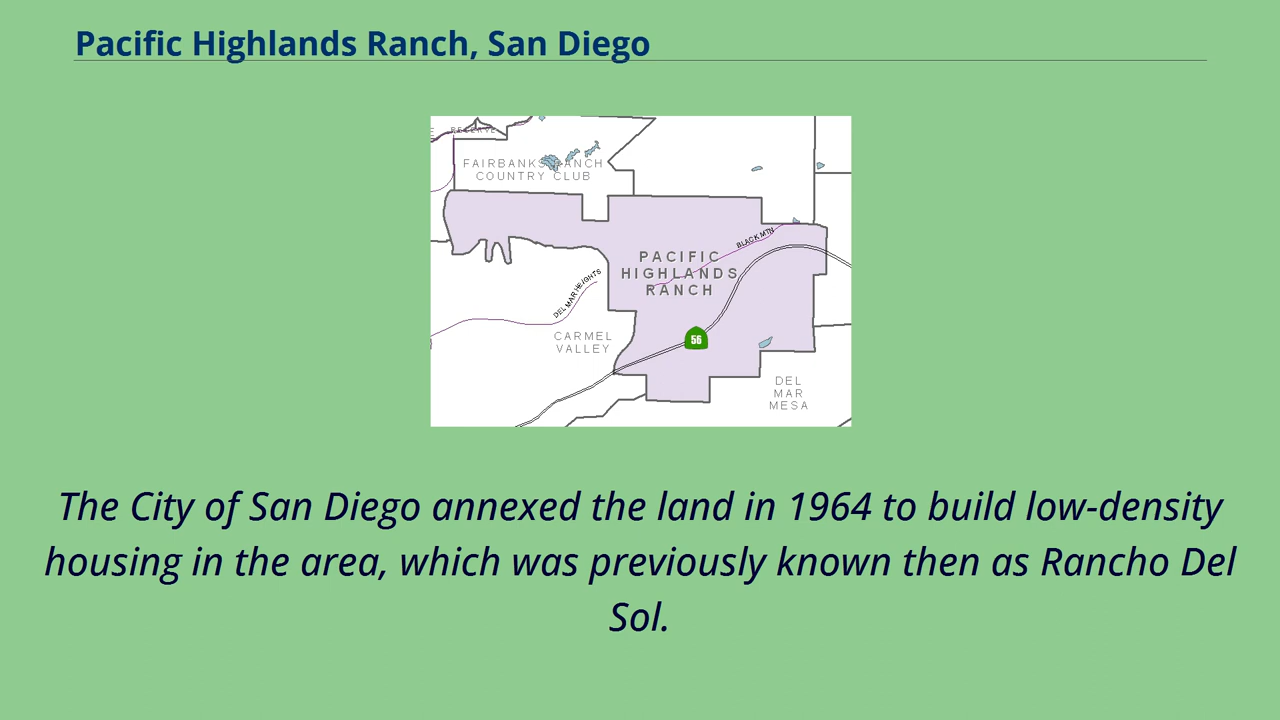 Pacific Highlands Ranch, San Diego
RESERVE
FAIRBANKS RANCH
COUNTRY CLUB
BLACK MTN
PACIFIC
HIGHLANDS
RANCH
DEL MAR HEIGHTS
56
CARMEL
VALLEY
DEL
MAR
MESA
The City of San Diego annexed the land in 1964 to build low-density
housing in the area, which was previously known then as Rancho Del
Sol.